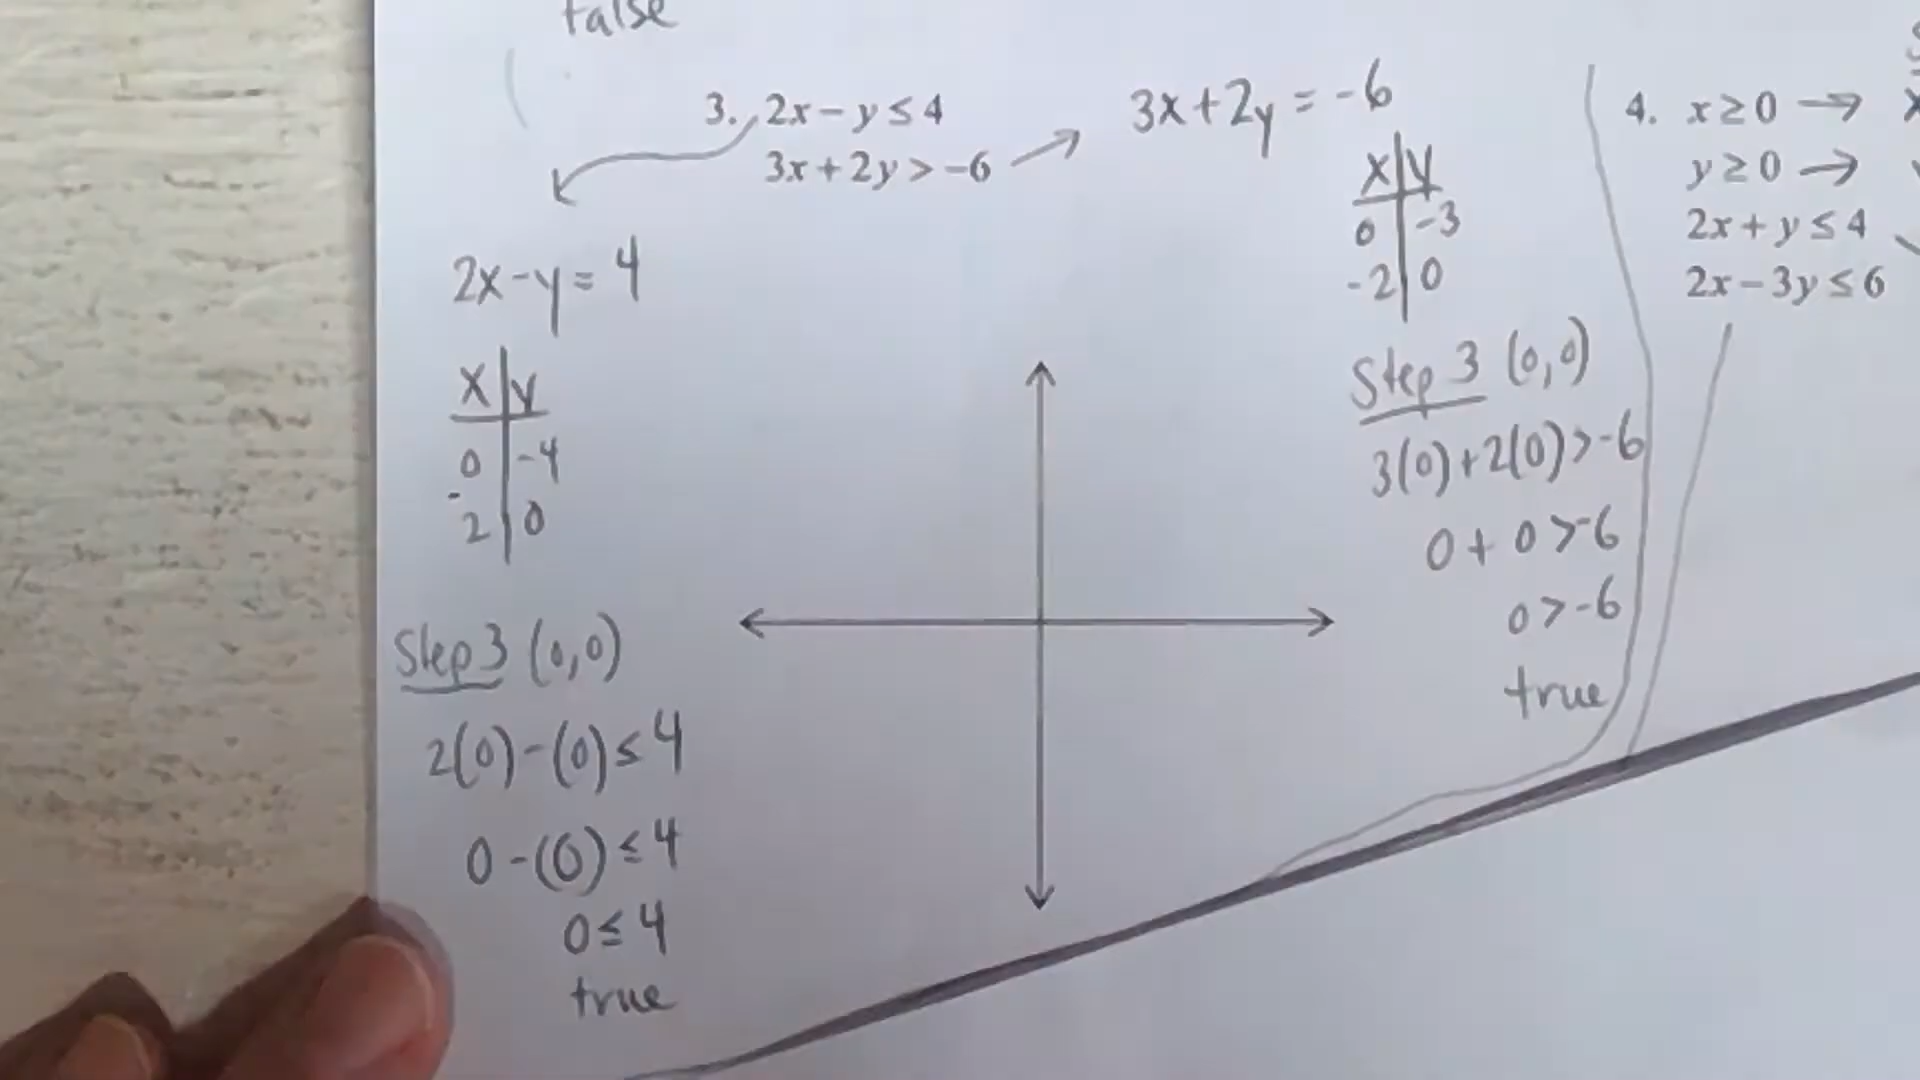 false
3. 2x − y ≤ 4
3x + 2y > −6
2x - y = 4
x y
0 -4
2 0
Step 3 (0,0)
2(0) - (0) ≤ 4
0 - (0) ≤ 4
0 ≤ 4
true
3x + 2y = -6
x y
0 -3
-2 0
Step 3 (0,0)
3(0) + 2(0) > -6
0 + 0 > -6
0 > -6
true
4. x ≥ 0 →
y ≥ 0 →
2x + y ≤ 4
2x − 3y ≤ 6